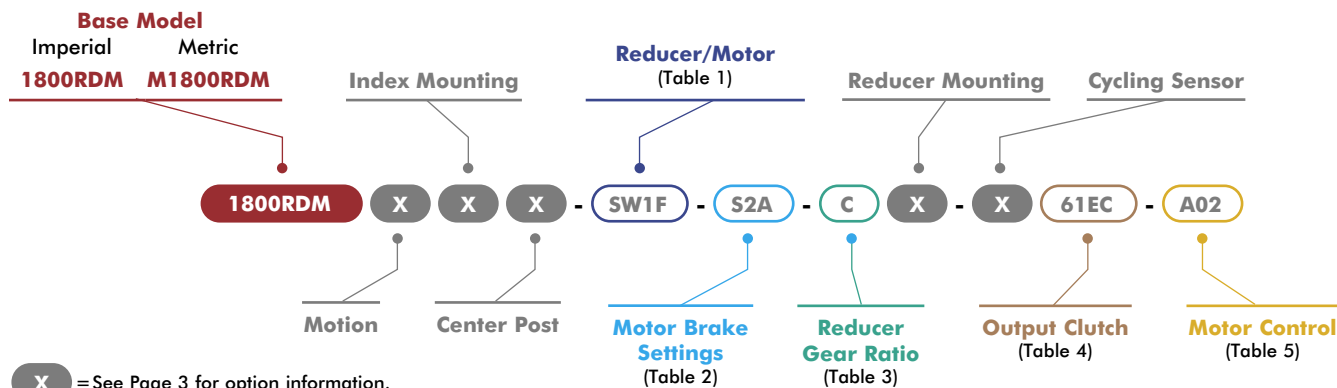 Base Model
Imperial Metric
1800RDM M1800RDM
Index Mounting
Reducer/Motor
(Table 1)
Reducer Mounting
Cycling Sensor
1800RDM X X X - SW1F - S2A - C X - X 61EC - A02
Motion
Center Post
Motor Brake
Settings
(Table 2)
Reducer
Gear Ratio
(Table 3)
Output Clutch
(Table 4)
Motor Control
(Table 5)
X =See Page 3 for option information.